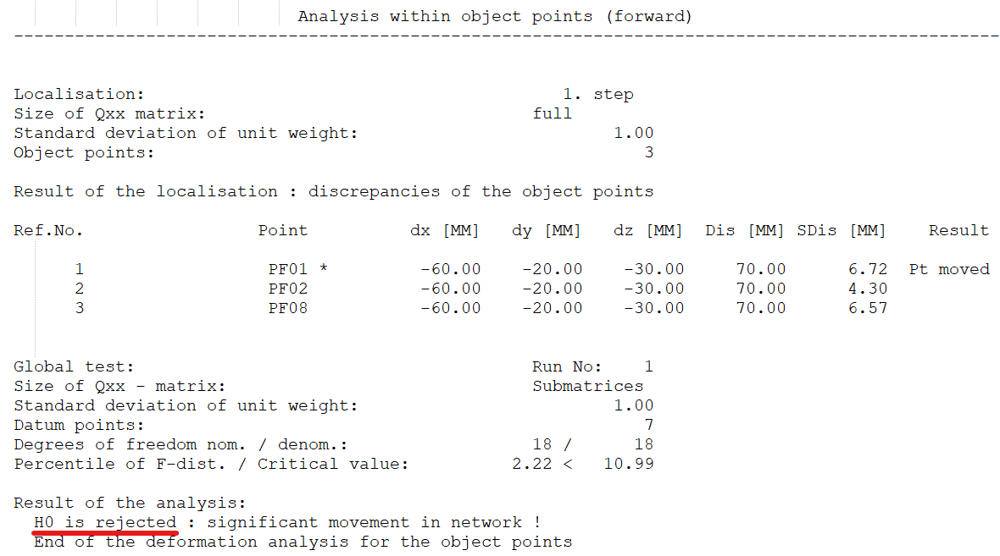 Analysis within object points (forward)
-------------------------------------------------------------------------------------------------
Localisation: 1. step
Size of Qxx matrix: full
Standard deviation of unit weight: 1.00
Object points: 3
Result of the localisation : discrepancies of the object points
Ref.No. Point dx [MM] dy [MM] dz [MM] Dis [MM] SDis [MM] Result
1 PF01 * -60.00 -20.00 -30.00 70.00 6.72 Pt moved
2 PF02 -60.00 -20.00 -30.00 70.00 4.30
3 PF08 -60.00 -20.00 -30.00 70.00 6.57
Global test: Run No: 1
Size of Qxx - matrix: Submatrices
Standard deviation of unit weight: 1.00
Datum points: 7
Degrees of freedom nom. / denom.: 18 / 18
Percentile of F-dist. / Critical value: 2.22 < 10.99
Result of the analysis:
H0 is rejected : significant movement in network !
End of the deformation analysis for the object points